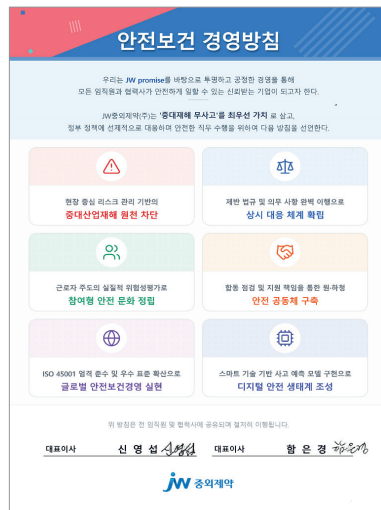 안전보건 경영방침
우리는 JW promise를 바탕으로 투명하고 공정한 경영을 통해
모든 임직원과 협력사가 안전하게 일할 수 있는 신뢰받는 기업이 되고자 한다.
JW중외제약(주)는 '중대재해 무사고'를 최우선 가치 로 삼고,
정부 정책에 선제적으로 대응하며 안전한 직무 수행을 위하여 다음 방침을 선언한다.
현장 중심 리스크 관리 기반의
중대산업재해 원천 차단
제반 법규 및 의무 사항 완벽 이행으로
상시 대응 체계 확립
근로자 주도의 실질적 위험성평가로
참여형 안전 문화 정립
합동 점검 및 지원 책임을 통한 원·하청
안전 공동체 구축
ISO 45001 엄격 준수 및 우수 표준 확산으로
글로벌 안전보건경영 실현
스마트 기술 기반 사고 예측 모델 구현으로
디지털 안전 생태계 조성
위 방침은 전 임직원 및 협력사에 공유되며 철저히 이행됩니다.
대표이사 신 영 섭 신영섭 대표이사 함 은 경 함은경
JW 중외제약